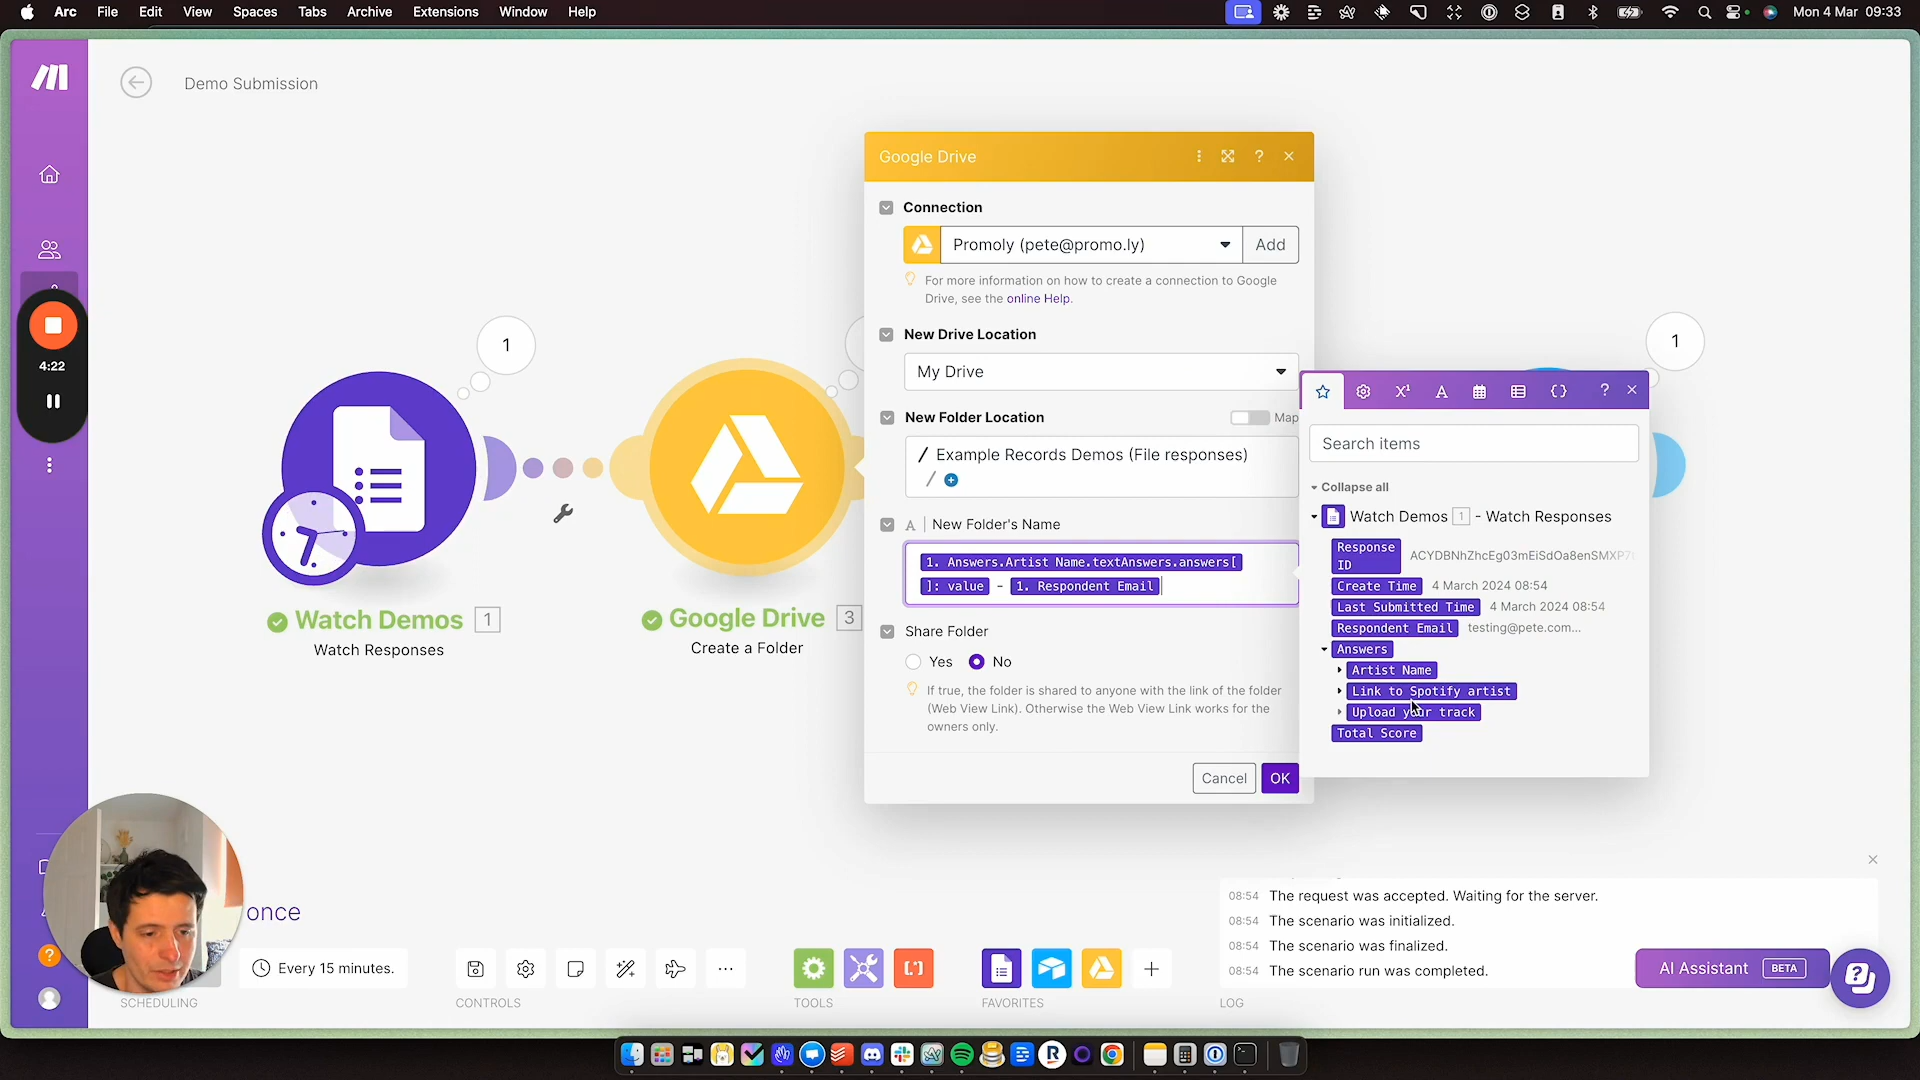 Arc File Edit View Spaces Tabs Archive Extensions Window Help Mon 4 Mar 09:33
Demo Submission
4:22
1
Watch Demos 1
Watch Responses
Google Drive 3
Create a Folder
Google Drive
Connection
Promoly (pete@promo.ly) Add
For more information on how to create a connection to Google
Drive, see the online Help.
New Drive Location
My Drive
New Folder Location Map
/ Example Records Demos (File responses)
/
A New Folder's Name
1. Answers.Artist Name.textAnswers.answers[
]: value - 1. Respondent Email
Share Folder
Yes No
If true, the folder is shared to anyone with the link of the folder
(Web View Link). Otherwise the Web View Link works for the
owners only.
Cancel OK
1
Search items
Collapse all
Watch Demos 1 - Watch Responses
Response
ID ACYDBNhZhcEg03mEiSdOa8enSMXP7
Create Time 4 March 2024 08:54
Last Submitted Time 4 March 2024 08:54
Respondent Email testing@pete.com...
Answers
Artist Name
Link to Spotify artist
Upload your track
Total Score
once
Every 15 minutes.
SCHEDULING
CONTROLS
TOOLS
FAVORITES
08:54 The request was accepted. Waiting for the server.
08:54 The scenario was initialized.
08:54 The scenario was finalized.
08:54 The scenario run was completed.
LOG
AI Assistant BETA